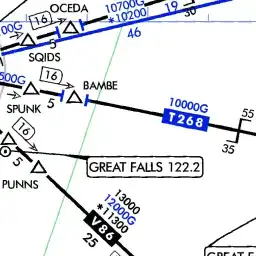 OCEDA
10700G
*10200
19
30
00G
16
5
46
SQIDS
16
500G
BAMBE
5
SPUNK
10000G
T268
55
35
16
GREAT FALLS 122.2
5
PUNNS
13000
12000G
*11300
V86
25
GREAT F